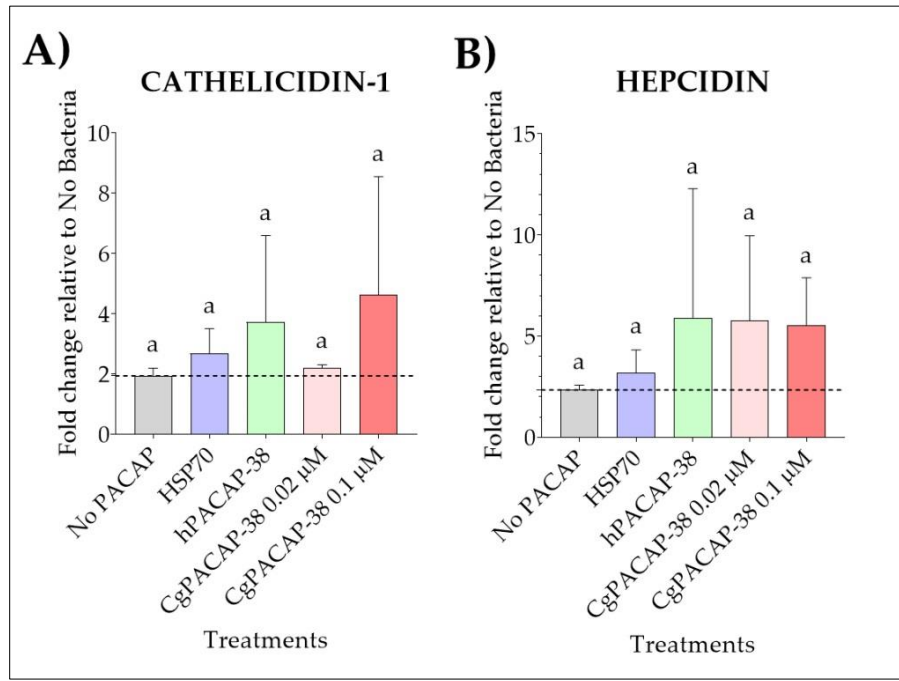 A)
CATHELICIDIN-1
Fold change relative to No Bacteria
10
8
6
4
2
0
a
a
a
a
a
No PACAP
HSP70
hPACAP-38
CgPACAP-38 0.02 µM
CgPACAP-38 0.1 µM
Treatments
B)
HEPCIDIN
Fold change relative to No Bacteria
15
10
5
0
a
a
a
a
a
No PACAP
HSP70
hPACAP-38
CgPACAP-38 0.02 µM
CgPACAP-38 0.1 µM
Treatments